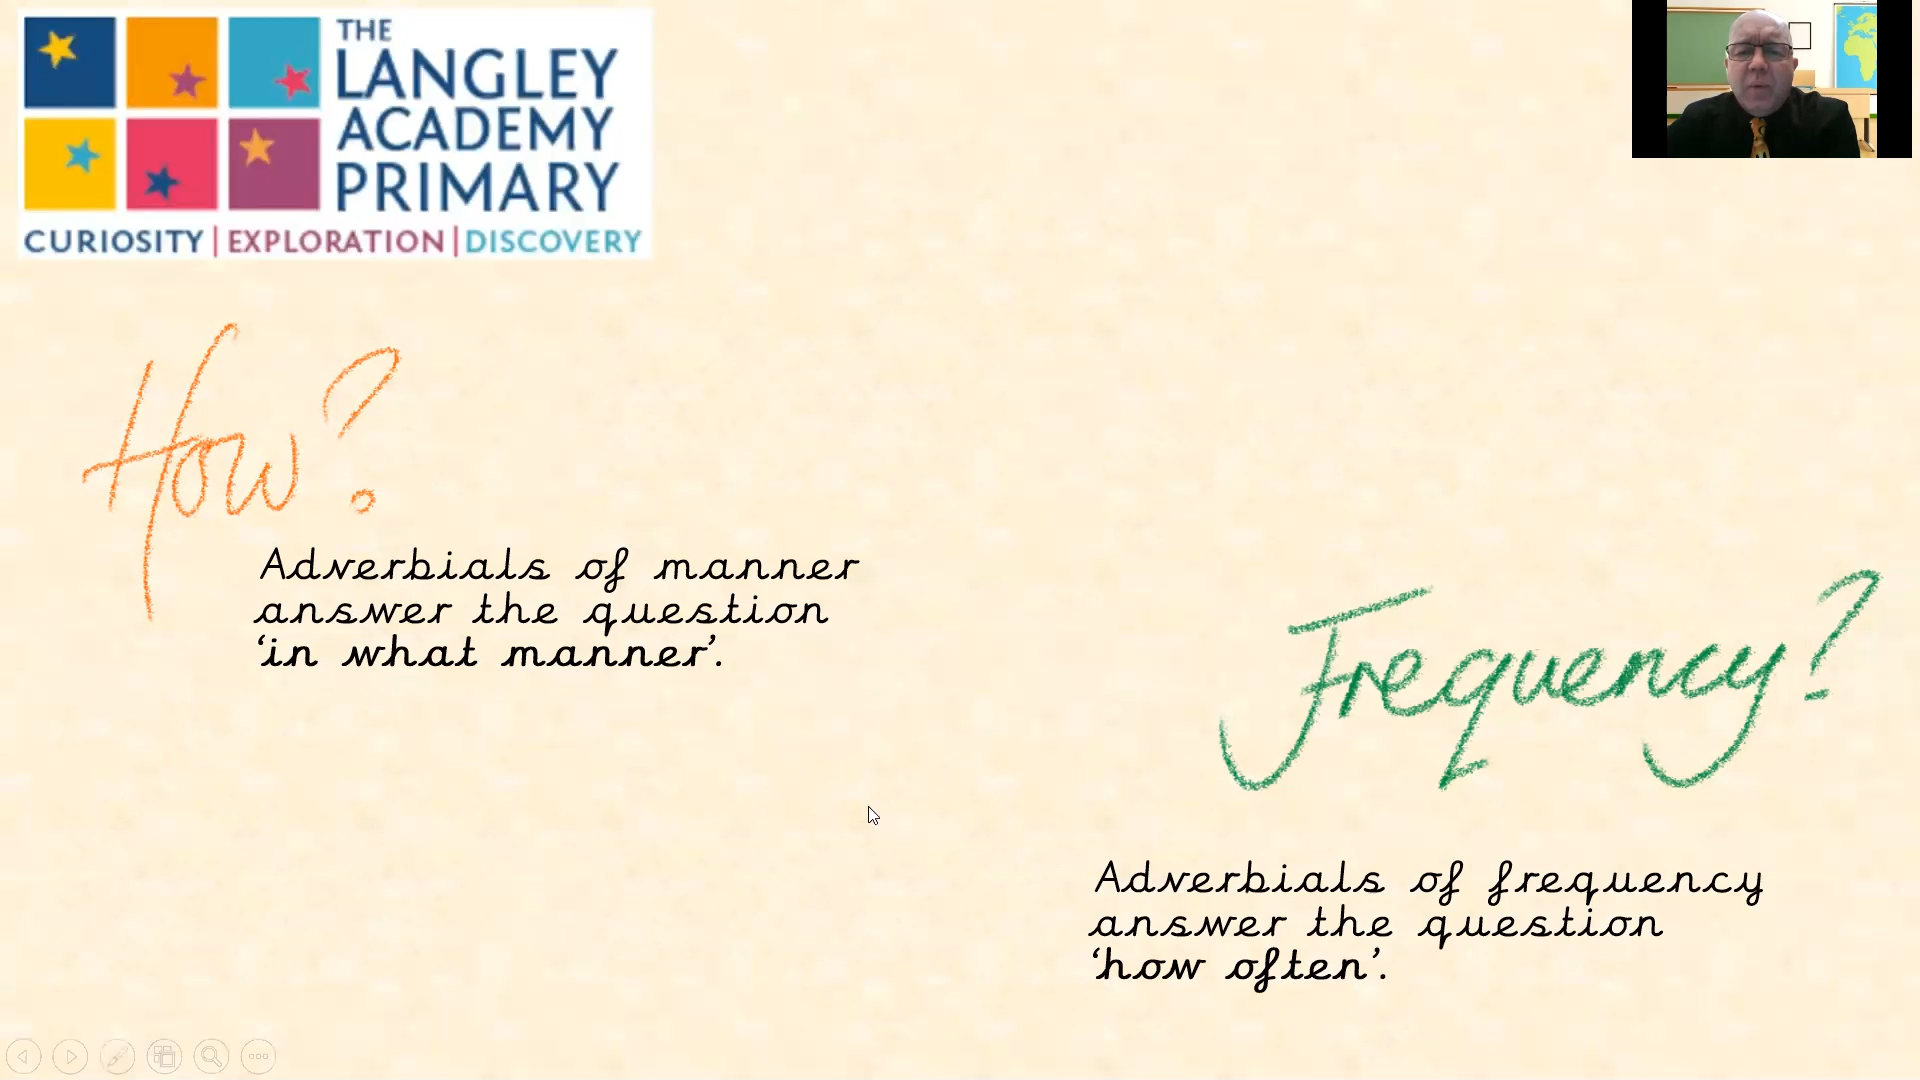 THE
LANGLEY
ACADEMY
PRIMARY
CURIOSITY | EXPLORATION | DISCOVERY
How?
Adverbials of manner
answer the question
‘in what manner’.
Frequency?
Adverbials of frequency
answer the question
‘how often’.